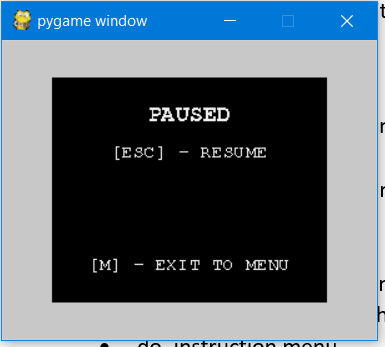 pygame window
PAUSED
[ESC] - RESUME
[M] - EXIT TO MENU
do instruction menu